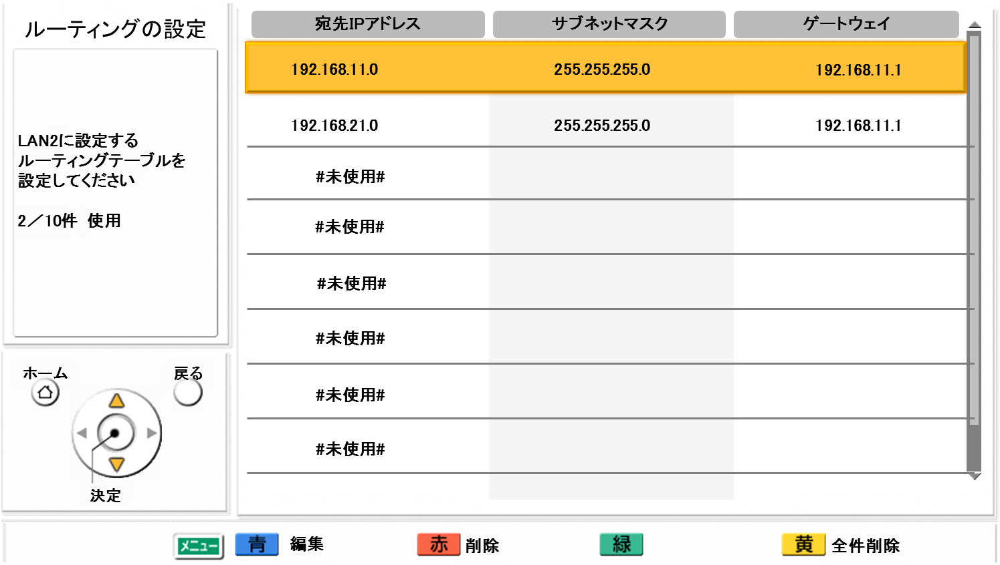 ルーティングの設定
LAN2に設定する
ルーティングテーブルを
設定してください
2／10件 使用
ホーム
戻る
決定
宛先IPアドレス サブネットマスク ゲートウェイ
192.168.11.0 255.255.255.0 192.168.11.1
192.168.21.0 255.255.255.0 192.168.11.1
#未使用#
#未使用#
#未使用#
#未使用#
#未使用#
#未使用#
メニュー 青 編集 赤 削除 緑 黄 全件削除